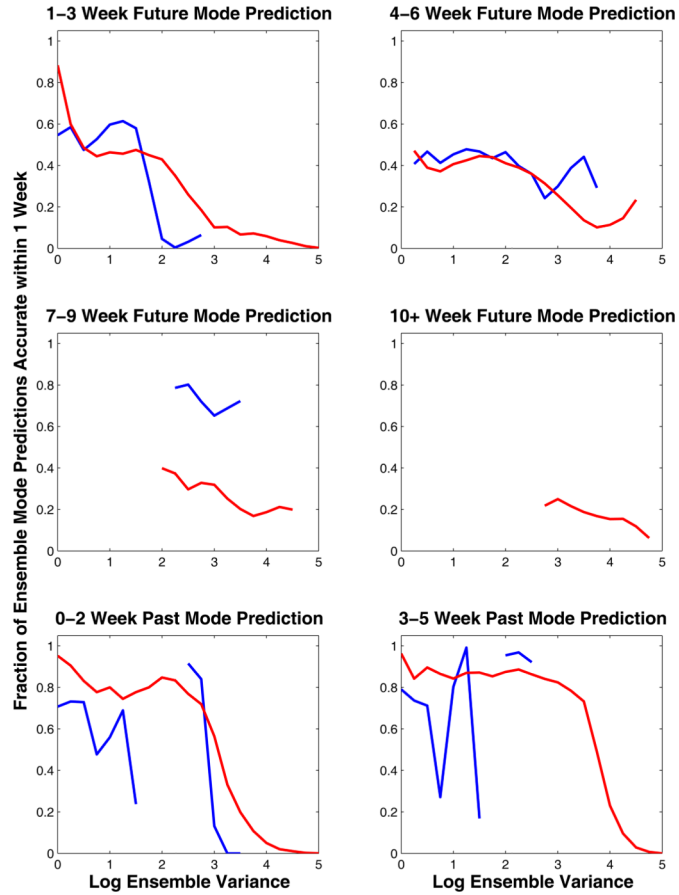 1–3 Week Future Mode Prediction
1
0.8
0.6
0.4
0.2
0
0 1 2 3 4 5
4–6 Week Future Mode Prediction
1
0.8
0.6
0.4
0.2
0
0 1 2 3 4 5
Fraction of Ensemble Mode Predictions Accurate within 1 Week
7–9 Week Future Mode Prediction
1
0.8
0.6
0.4
0.2
0
0 1 2 3 4 5
10+ Week Future Mode Prediction
1
0.8
0.6
0.4
0.2
0
0 1 2 3 4 5
0–2 Week Past Mode Prediction
1
0.8
0.6
0.4
0.2
0
0 1 2 3 4 5
Log Ensemble Variance
3–5 Week Past Mode Prediction
1
0.8
0.6
0.4
0.2
0
0 1 2 3 4 5
Log Ensemble Variance